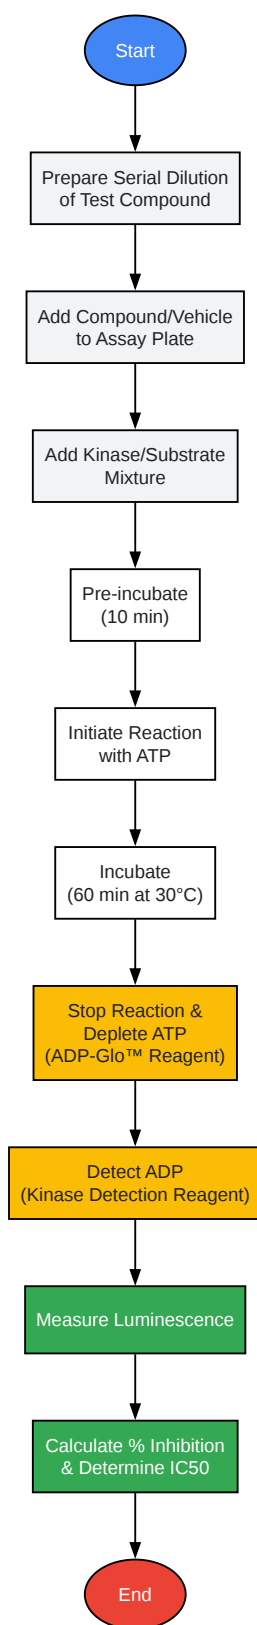 Start
Prepare Serial Dilution
of Test Compound
Add Compound/Vehicle
to Assay Plate
Add Kinase/Substrate
Mixture
Pre-incubate
(10 min)
Initiate Reaction
with ATP
Incubate
(60 min at 30°C)
Stop Reaction &
Deplete ATP
(ADP-Glo™ Reagent)
Detect ADP
(Kinase Detection Reagent)
Measure Luminescence
Calculate % Inhibition
& Determine IC50
End